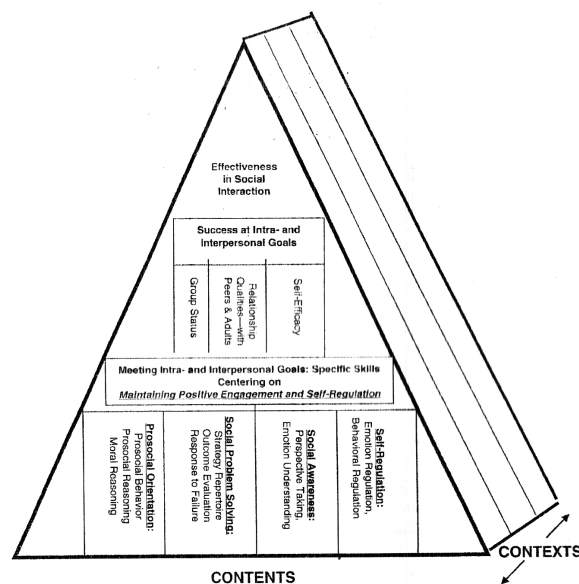 Effectiveness
in Social
Interaction
Success at Intra- and
Interpersonal Goals
Group Status
Relationship
Qualities—with
Peers & Adults
Self-Efficacy
Meeting Intra- and Interpersonal Goals: Specific Skills
Centering on
Maintaining Positive Engagement and Self-Regulation
Prosocial Orientation:
Prosocial Behavior
Prosocial Reasoning
Moral Reasoning
Social Problem Solving:
Strategy Repertoire
Outcome Evaluation
Response to Failure
Social Awareness:
Perspective Taking,
Emotion Understanding
Self-Regulation:
Emotion Regulation,
Behavioral Regulation
CONTENTS
CONTEXTS